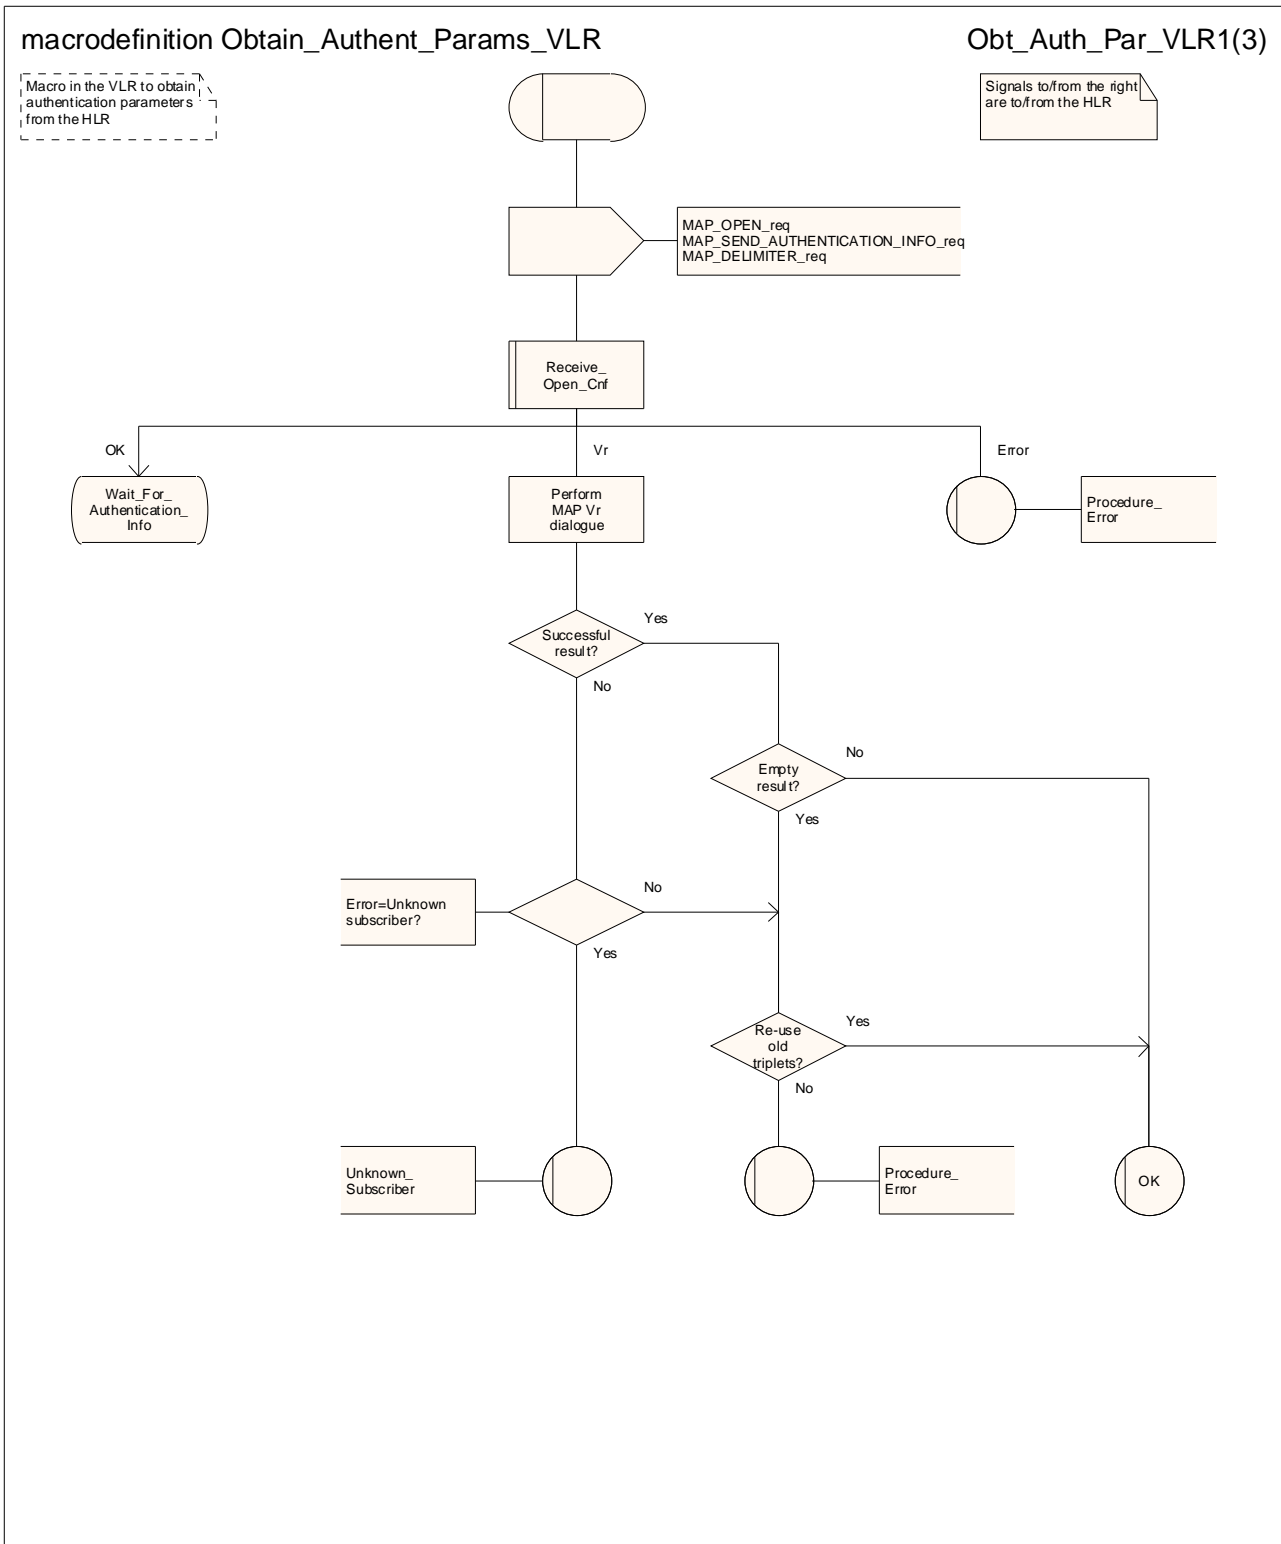 macrodefinition Obtain_Authent_Params_VLR
Obt_Auth_Par_VLR1(3)
Macro in the VLR to obtain
authentication parameters
from the HLR
Signals to/from the right
are to/from the HLR
MAP_OPEN_req
MAP_SEND_AUTHENTICATION_INFO_req
MAP_DELIMITER_req
Receive_
Open_Cnf
OK
Vr
Error
Wait_For_
Authentication_
Info
Perform
MAP Vr
dialogue
Procedure_
Error
Successful
result?
Yes
No
Empty
result?
No
Yes
Error=Unknown
subscriber?
No
Yes
Re-use
old
triplets?
Yes
No
Unknown_
Subscriber
Procedure_
Error
OK